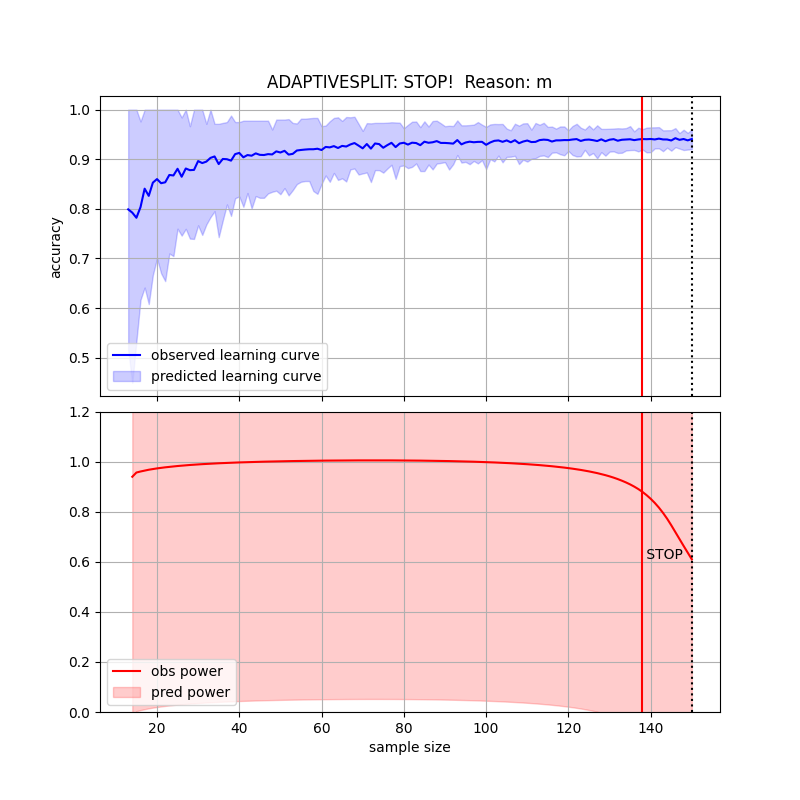 ADAPTIVESPLIT: STOP!  Reason: m
1.0
0.9
0.8
0.7
0.6
0.5
accuracy
observed learning curve
predicted learning curve
1.2
1.0
0.8
0.6
0.4
0.2
0.0
STOP
obs power
pred power
20 40 60 80 100 120 140
sample size